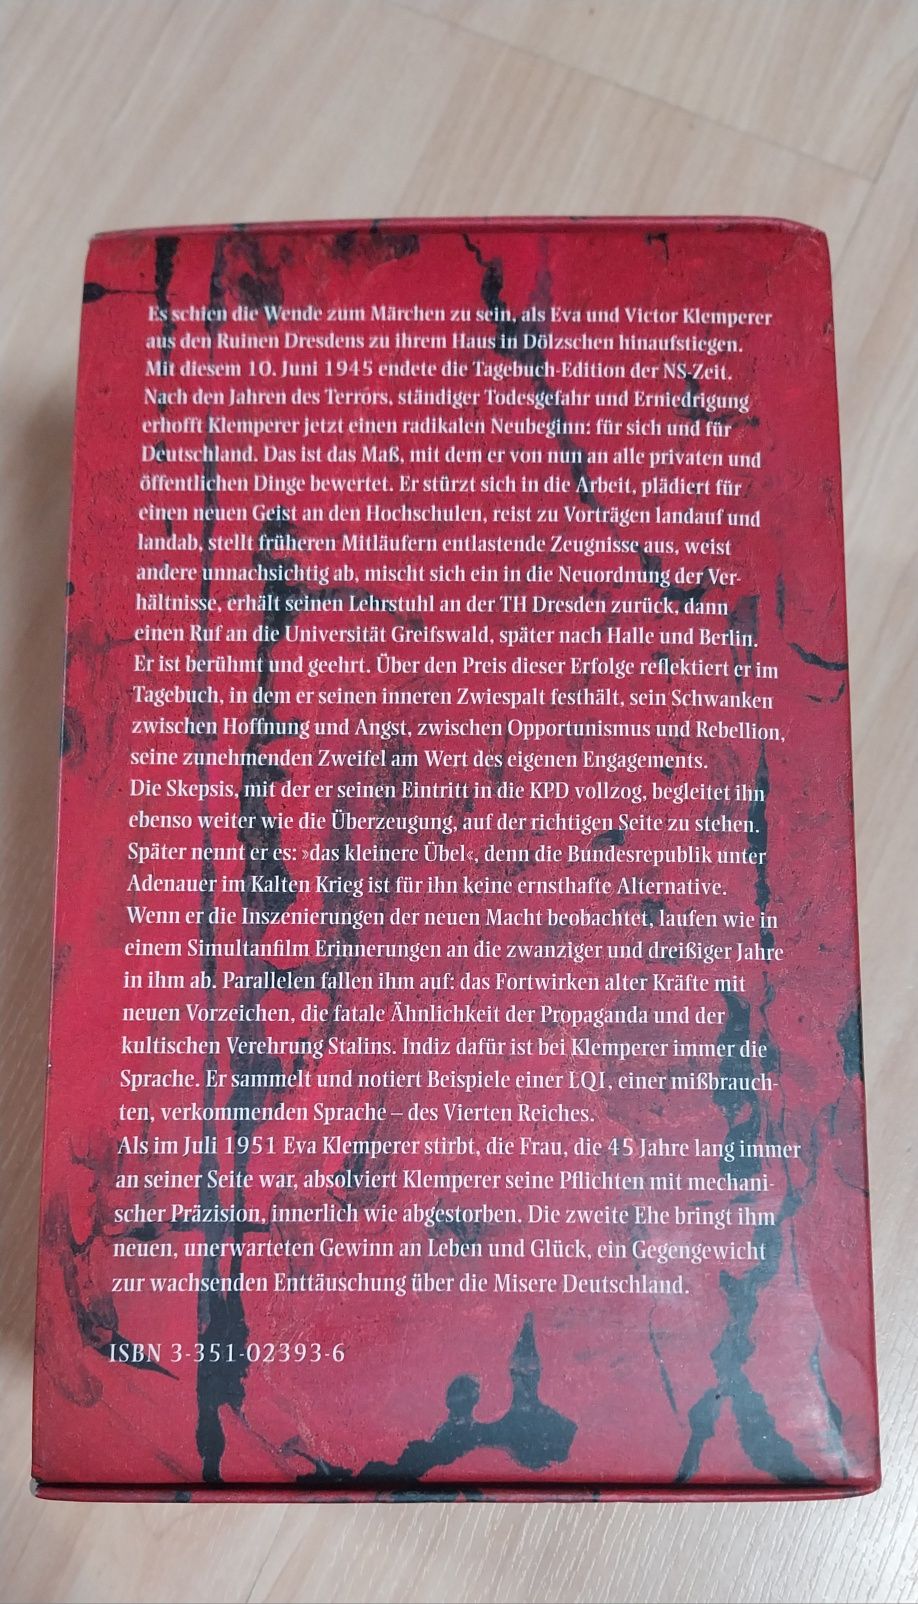 Es schien die Wende zum Märchen zu sein, als Eva und Victor Klemperer
aus den Ruinen Dresdens zu ihrem Haus in Dölzschen hinaufstiegen.
Mit diesem 10. Juni 1945 endete die Tagebuch-Edition der NS-Zeit.
Nach den Jahren des Terrors, ständiger Todesgefahr und Erniedrigung
erhofft Klemperer jetzt einen radikalen Neubeginn: für sich und für
Deutschland. Das ist das Maß, mit dem er von nun an alle privaten und
öffentlichen Dinge bewertet. Er stürzt sich in die Arbeit, plädiert für
einen neuen Geist an den Hochschulen, reist zu Vorträgen landauf und
landab, stellt früheren Mitläufern entlastende Zeugnisse aus, weist
andere unnachsichtig ab, mischt sich ein in die Neuordnung der Ver-
hältnisse, erhält seinen Lehrstuhl an der TH Dresden zurück, dann
einen Ruf an die Universität Greifswald, später nach Halle und Berlin.
Er ist berühmt und geehrt. Über den Preis dieser Erfolge reflektiert er im
Tagebuch, in dem er seinen inneren Zwiespalt festhält, sein Schwanken
zwischen Hoffnung und Angst, zwischen Opportunismus und Rebellion,
seine zunehmenden Zweifel am Wert des eigenen Engagements.
Die Skepsis, mit der er seinen Eintritt in die KPD vollzog, begleitet ihn
ebenso weiter wie die Überzeugung, auf der richtigen Seite zu stehen.
Später nennt er es: »das kleinere Übel«, denn die Bundesrepublik unter
Adenauer im Kalten Krieg ist für ihn keine ernsthafte Alternative.
Wenn er die Inszenierungen der neuen Macht beobachtet, laufen wie in
einem Simultanfilm Erinnerungen an die zwanziger und dreißiger Jahre
in ihm ab. Parallelen fallen ihm auf: das Fortwirken alter Kräfte mit
neuen Vorzeichen, die fatale Ähnlichkeit der Propaganda und der
kultischen Verehrung Stalins. Indiz dafür ist bei Klemperer immer die
Sprache. Er sammelt und notiert Beispiele einer LQI, einer mißbrauch-
ten, verkommenden Sprache – des Vierten Reiches.
Als im Juli 1951 Eva Klemperer stirbt, die Frau, die 45 Jahre lang immer
an seiner Seite war, absolviert Klemperer seine Pflichten mit mechani-
scher Präzision, innerlich wie abgestorben. Die zweite Ehe bringt ihm
neuen, unerwarteten Gewinn an Leben und Glück, ein Gegengewicht
zur wachsenden Enttäuschung über die Misere Deutschland.
ISBN 3-351-02393-6